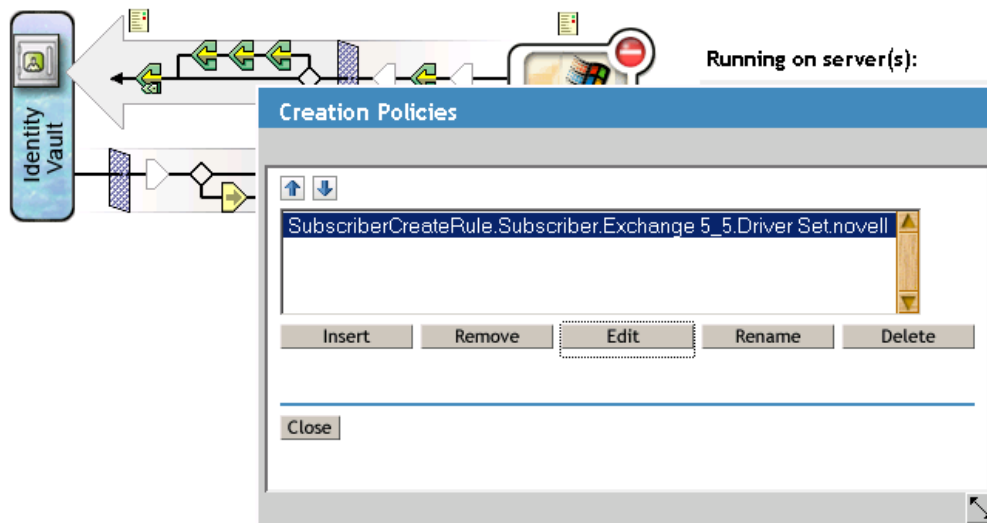 Identity
Vault
Running on server(s):
Creation Policies
SubscriberCreateRule.Subscriber.Exchange 5_5.Driver Set.novell
Insert Remove Edit Rename Delete
Close